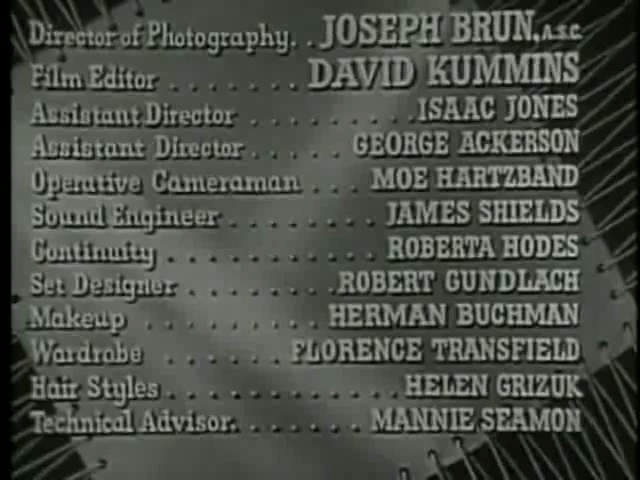 Director of Photography. . . JOSEPH BRUN, A.S.C.
Film Editor . . . . . . . DAVID KUMMINS
Assistant Director . . . . . . . . . ISAAC JONES
Assistant Director . . . . . GEORGE ACKERSON
Operative Cameraman . . . MOE HARTZBAND
Sound Engineer . . . . . . . . JAMES SHIELDS
Continuity . . . . . . . . . . . ROBERTA HODES
Set Designer . . . . . . . . ROBERT GUNDLACH
Makeup . . . . . . . . HERMAN BUCHMAN
Wardrobe . . . . . . FLORENCE TRANSFIELD
Hair Styles . . . . . . . . . . . . HELEN GRIZUK
Technical Advisor. . . . . . . MANNIE SEAMON